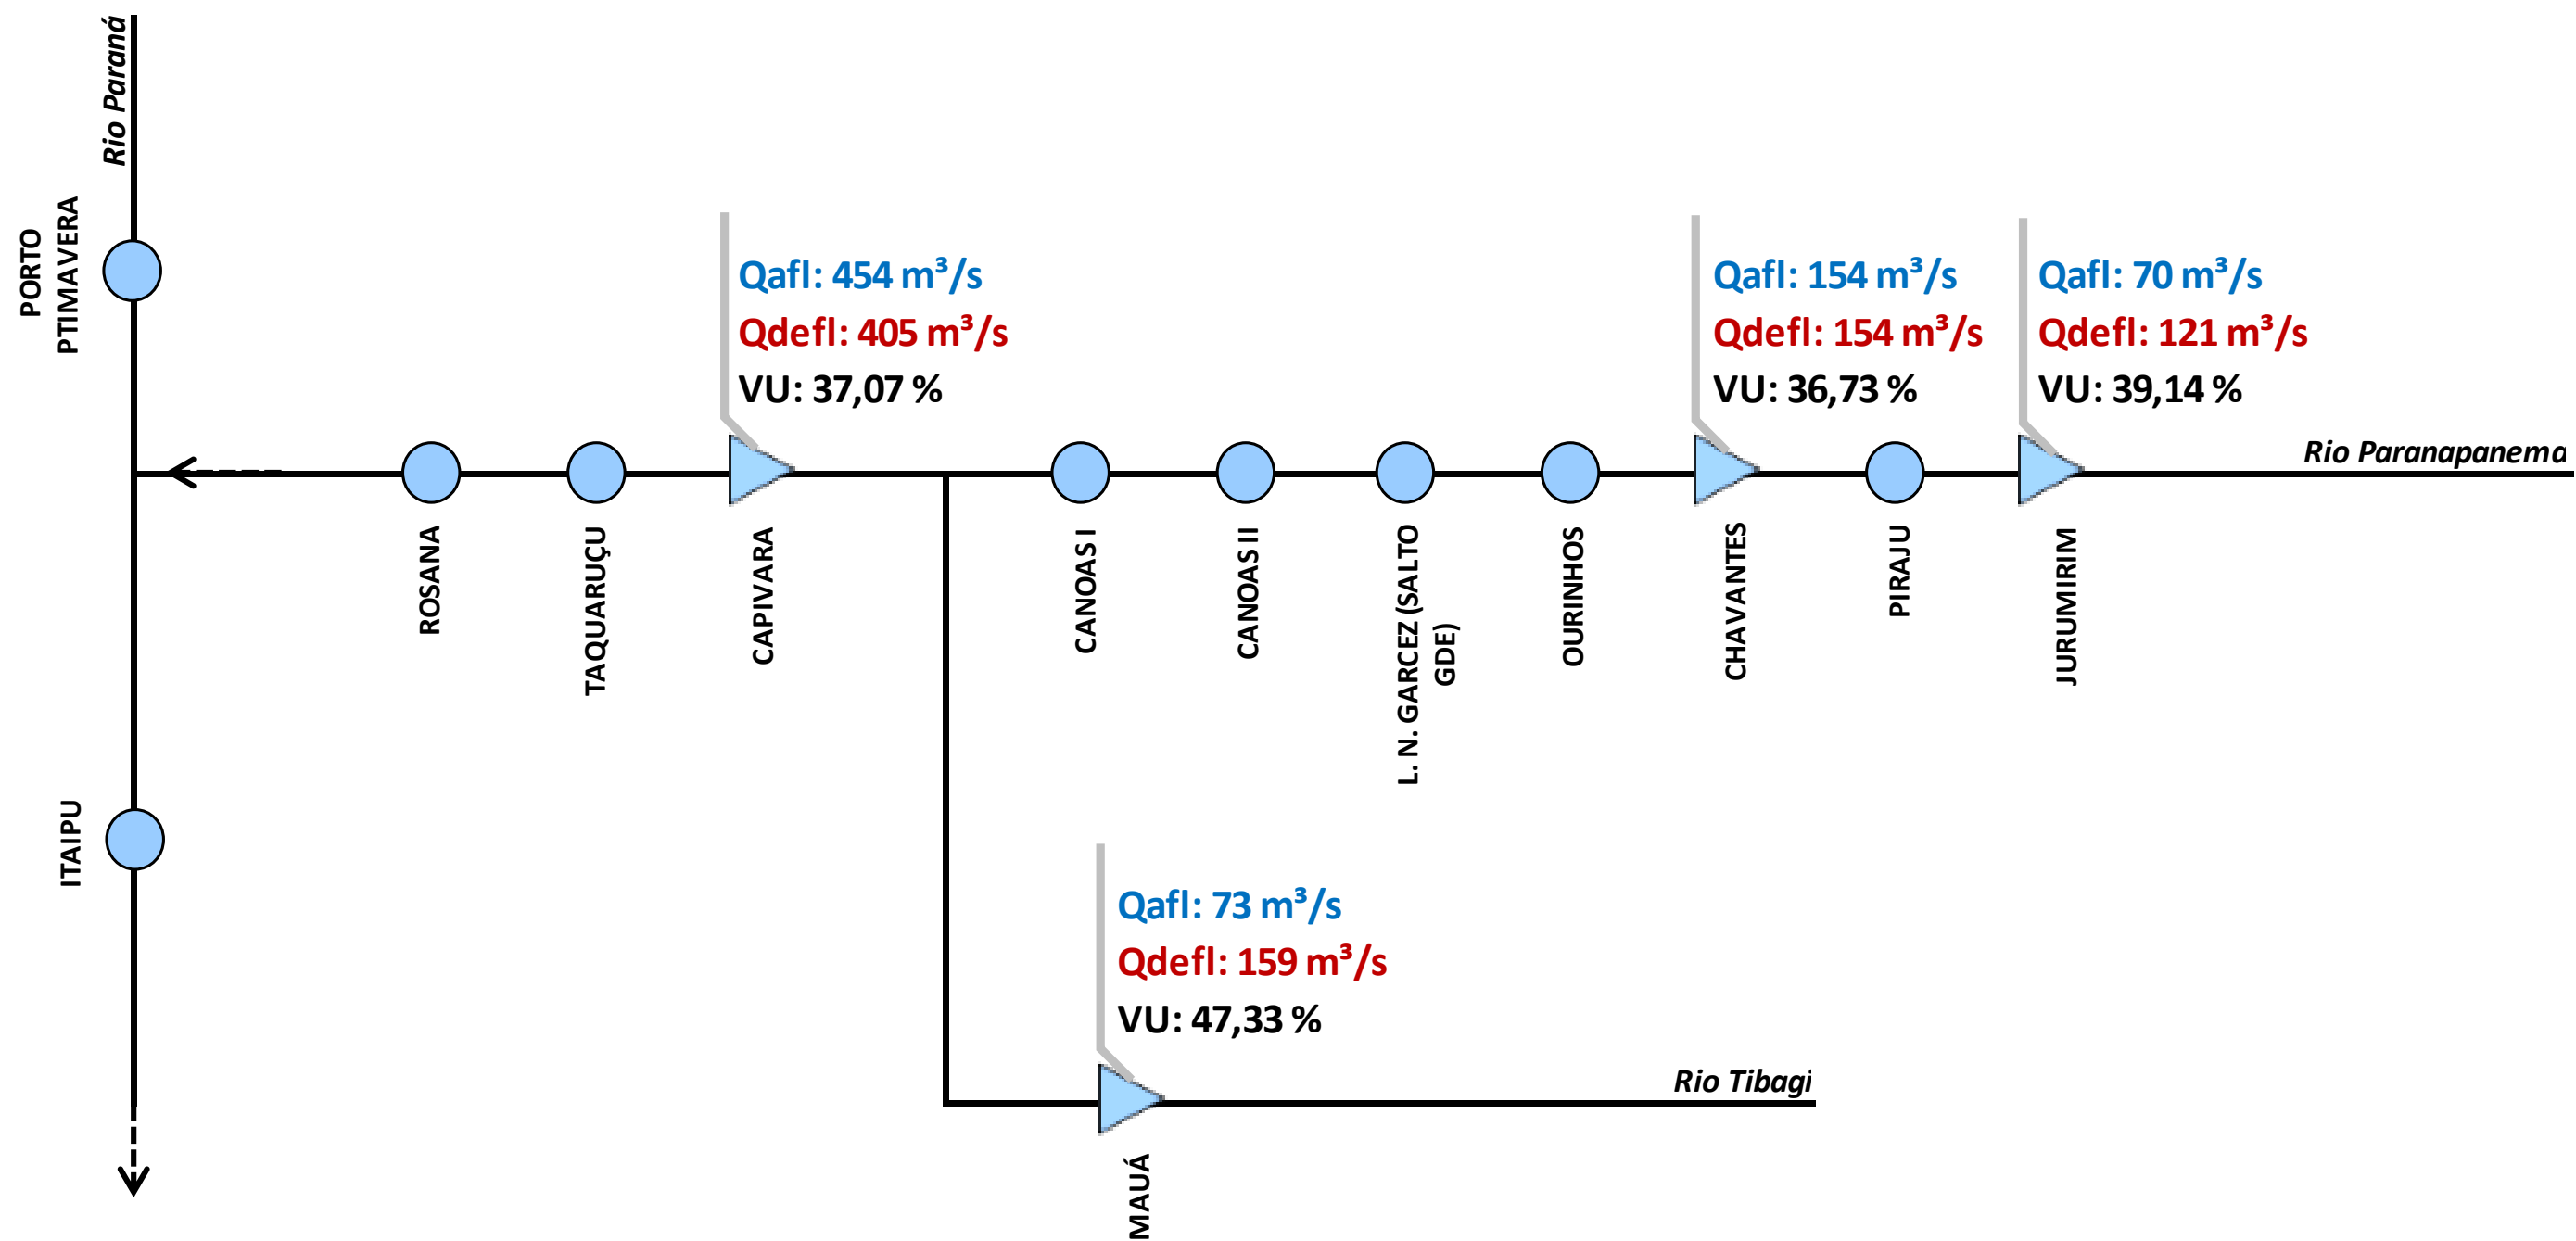 Rio Paraná
PORTO
PTIMAVERA
Qafl: 454 m³/s
Qdefl: 405 m³/s
VU: 37,07 %
Qafl: 154 m³/s
Qdefl: 154 m³/s
VU: 36,73 %
Qafl: 70 m³/s
Qdefl: 121 m³/s
VU: 39,14 %
Rio Paranapanema
ROSANA
TAQUARUÇU
CAPIVARA
CANOAS I
CANOAS II
L. N. GARCEZ (SALTO
GDE)
OURINHOS
CHAVANTES
PIRAJU
JURUMIRIM
ITAIPU
Qafl: 73 m³/s
Qdefl: 159 m³/s
VU: 47,33 %
Rio Tibagi
MAUÁ